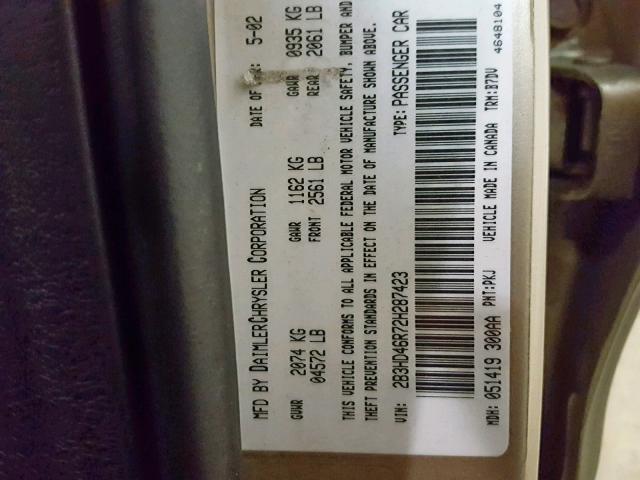 MFD BY DAIMLERCHRYSLER CORPORATION DATE OF 5-02
GVWR 2074 KG GAWR 1162 KG GAWR 0935 KG
04572 LB FRONT 2561 LB REAR 2061 LB
THIS VEHICLE CONFORMS TO ALL APPLICABLE FEDERAL MOTOR VEHICLE SAFETY, BUMPER AND
THEFT PREVENTION STANDARDS IN EFFECT ON THE DATE OF MANUFACTURE SHOWN ABOVE.
VIN: 2B3HD46R72H287423 TYPE: PASSENGER CAR
MDH: 051419 300AA PNT:PKJ VEHICLE MADE IN CANADA TRM:B7DV
4648104